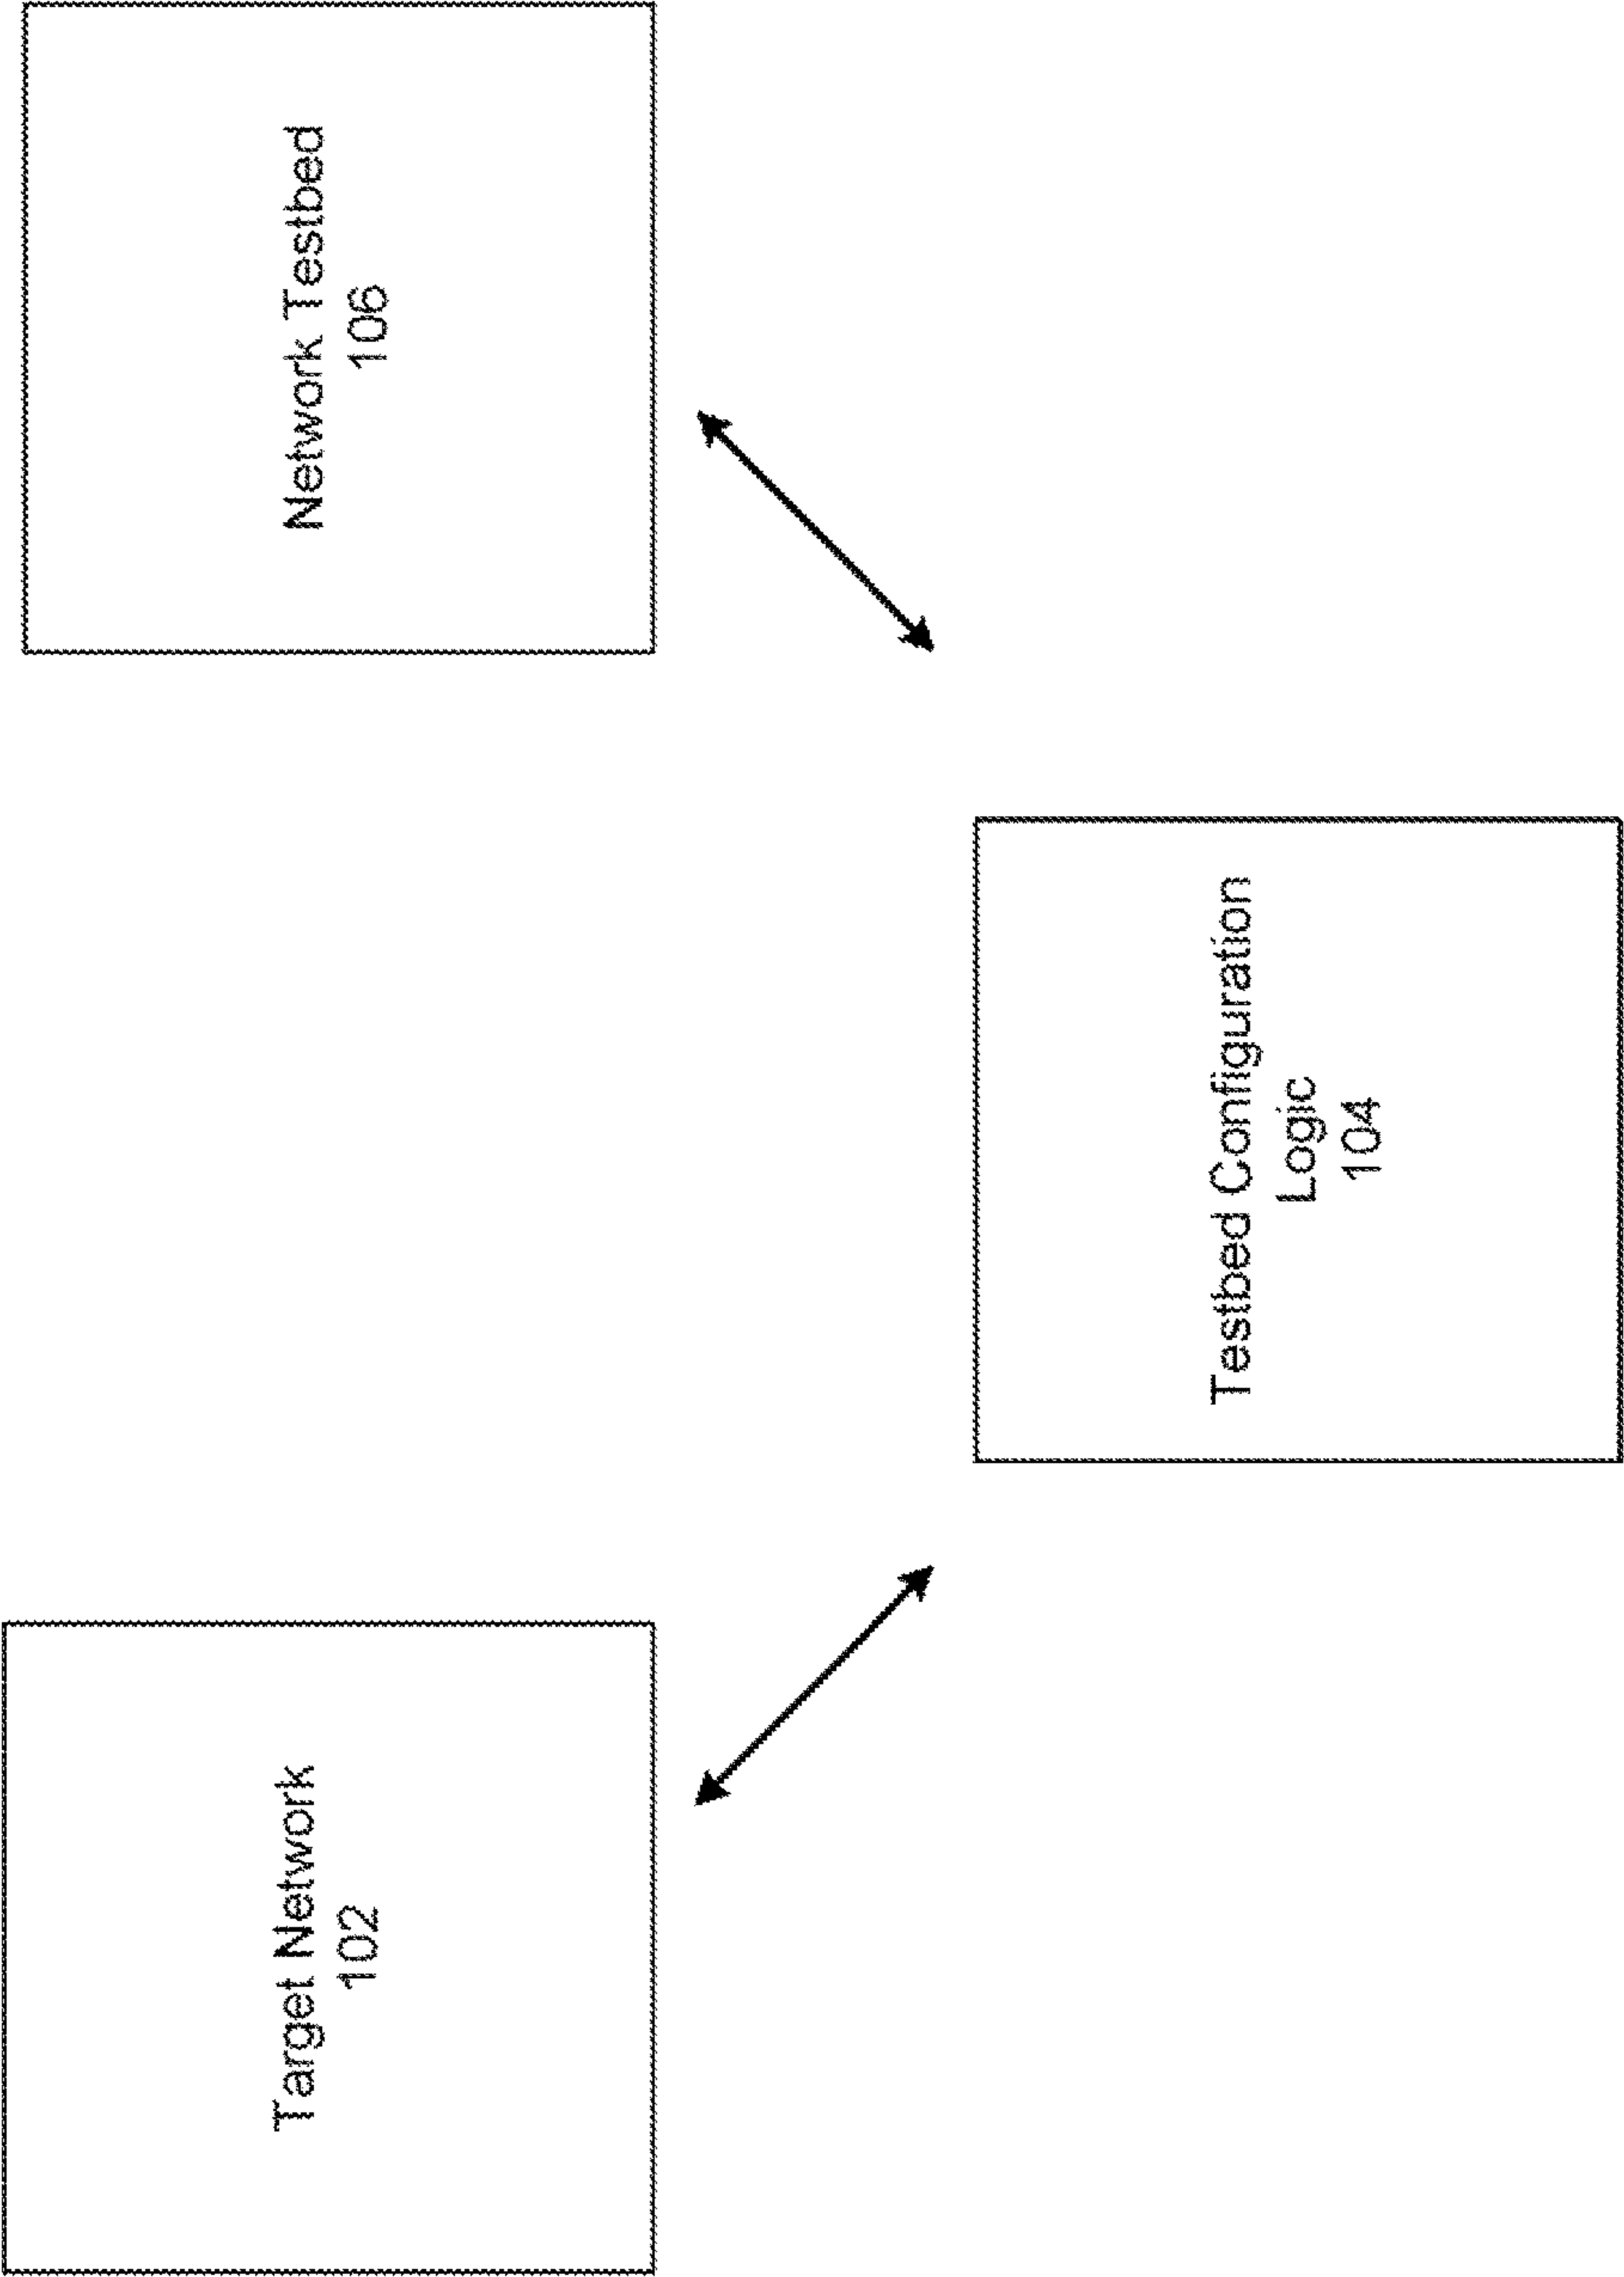 Target Network
102
Network Testbed
106
Testbed Configuration
Logic
104